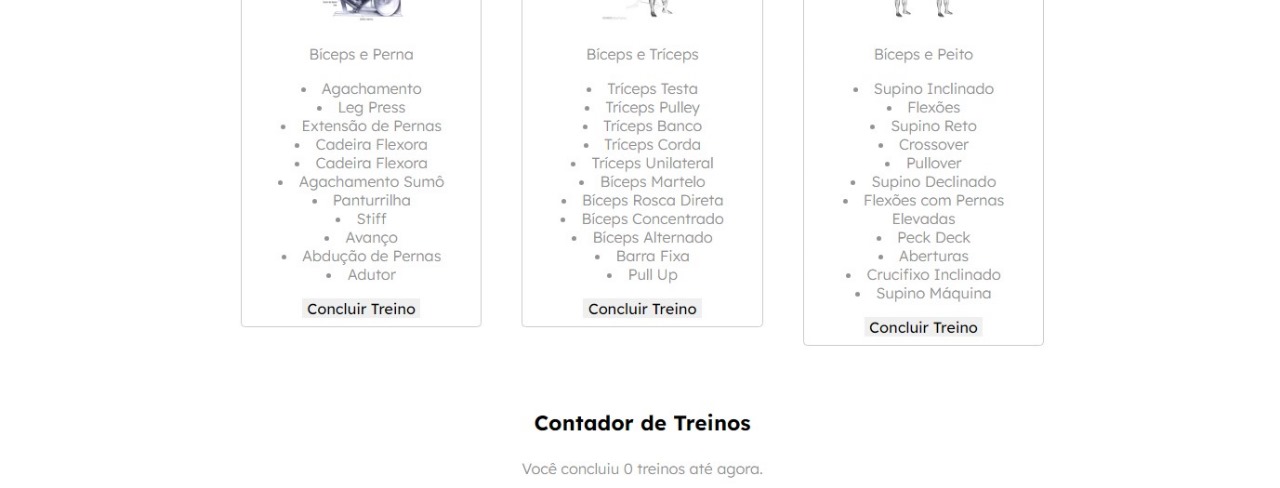 Bíceps e Perna
Agachamento
Leg Press
Extensão de Pernas
Cadeira Flexora
Cadeira Flexora
Agachamento Sumô
Panturrilha
Stiff
Avanço
Abdução de Pernas
Adutor
Concluir Treino
Bíceps e Tríceps
Tríceps Testa
Tríceps Pulley
Tríceps Banco
Tríceps Corda
Tríceps Unilateral
Bíceps Martelo
Bíceps Rosca Direta
Bíceps Concentrado
Bíceps Alternado
Barra Fixa
Pull Up
Concluir Treino
Bíceps e Peito
Supino Inclinado
Flexões
Supino Reto
Crossover
Pullover
Supino Declinado
Flexões com Pernas
Elevadas
Peck Deck
Aberturas
Crucifixo Inclinado
Supino Máquina
Concluir Treino
Contador de Treinos
Você concluiu 0 treinos até agora.